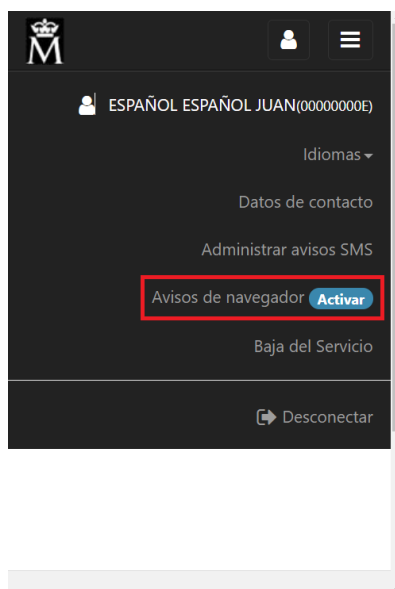 M
ESPAÑOL ESPAÑOL JUAN(00000000E)
Idiomas
Datos de contacto
Administrar avisos SMS
Avisos de navegador Activar
Baja del Servicio
Desconectar